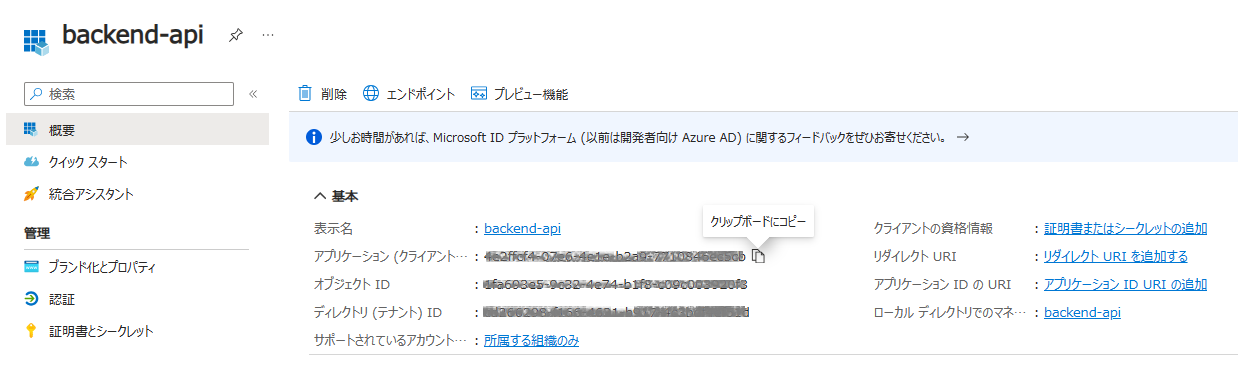 backend-api
検索
概要
クイック スタート
統合アシスタント
管理
ブランド化とプロパティ
認証
証明書とシークレット
削除 エンドポイント プレビュー機能
少しお時間があれば、Microsoft ID プラットフォーム (以前は開発者向け Azure AD) に関するフィードバックをぜひお寄せください。
基本
クリップボードにコピー
表示名 : backend-api
アプリケーション (クライアント… :
オブジェクト ID :
ディレクトリ (テナント) ID :
サポートされているアカウント… : 所属する組織のみ
クライアントの資格情報 : 証明書またはシークレットの追加
リダイレクト URI : リダイレクト URI を追加する
アプリケーション ID の URI : アプリケーション ID URI の追加
ローカル ディレクトリでのマネ… : backend-api